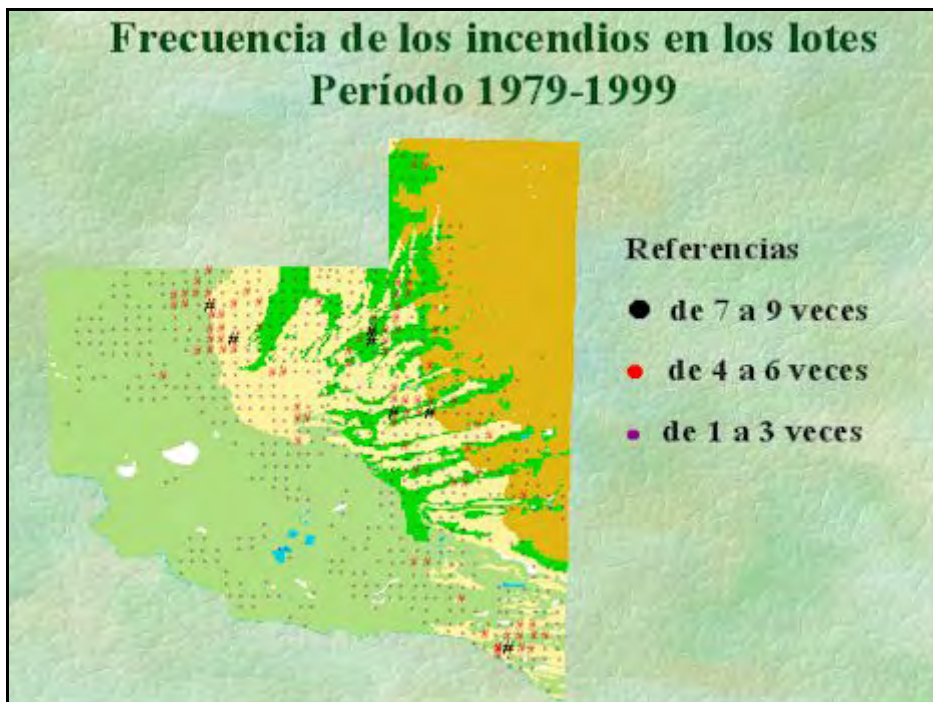 Frecuencia de los incendios en los lotes
Período 1979-1999
Referencias
de 7 a 9 veces
de 4 a 6 veces
de 1 a 3 veces